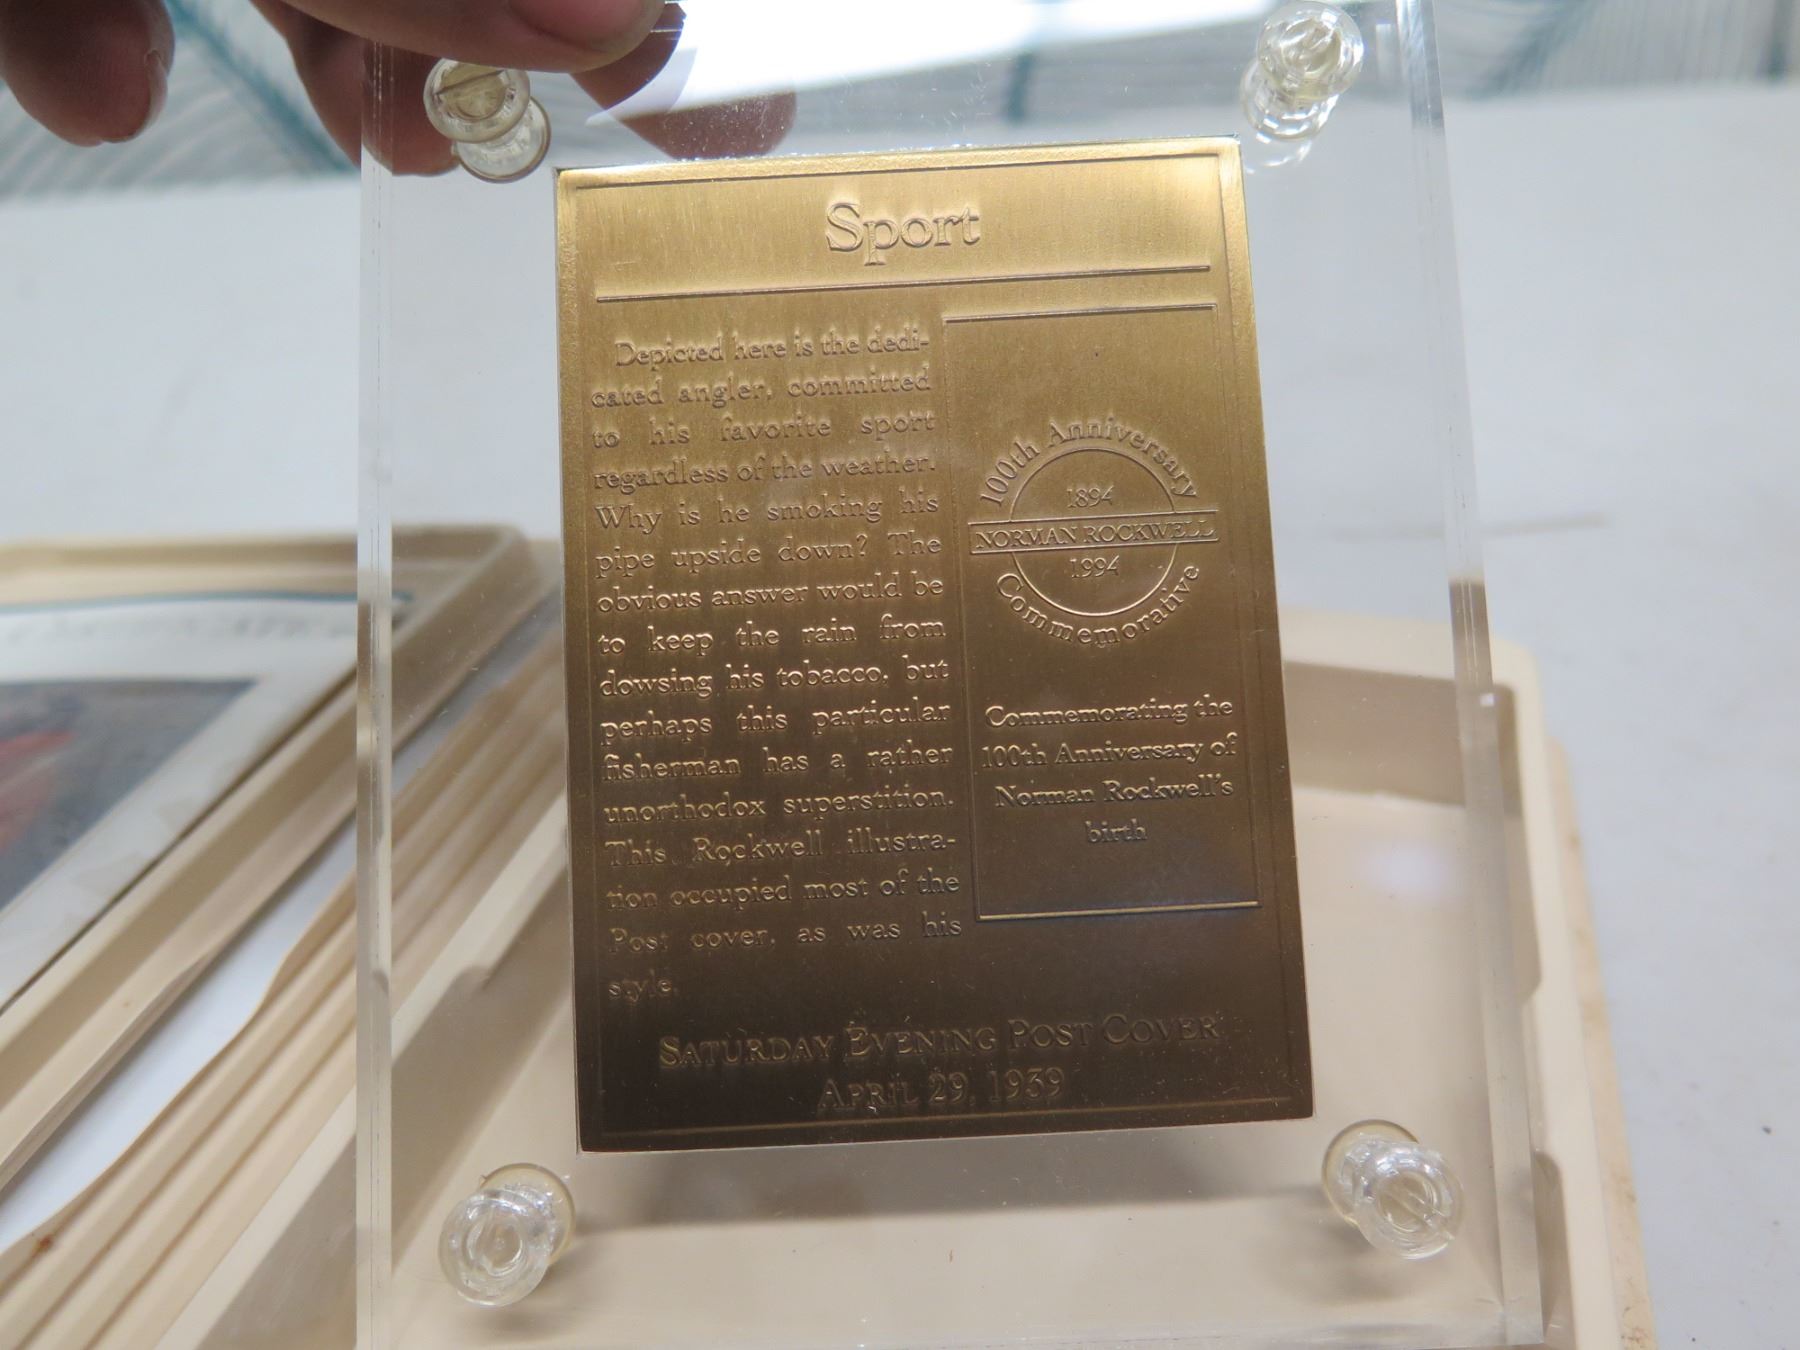 Sport
Depicted here is the dedi-
cated angler, committed
to his favorite sport
regardless of the weather.
Why is he smoking his
pipe upside down? The
obvious answer would be
to keep the rain from
dowsing his tobacco, but
perhaps this particular
fisherman has a rather
unorthodox superstition.
This Rockwell illustra-
tion occupied most of the
Post cover, as was his
style.
100th Anniversary
1894
NORMAN ROCKWELL
1994
Commemorative
Commemorating the
100th Anniversary of
Norman Rockwell's
birth
SATURDAY EVENING POST COVER
APRIL 29, 1939